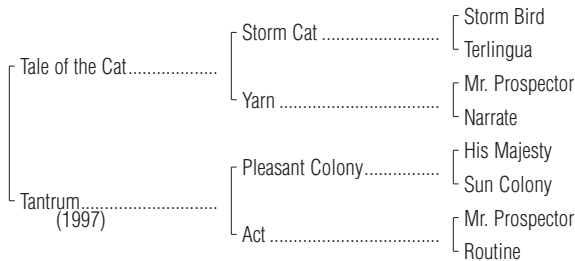 Storm Bird
Storm Cat ..............................
Terlingua
Tale of the Cat....................
Mr. Prospector
Yarn .........................................
Narrate
His Majesty
Pleasant Colony...................
Sun Colony
Tantrum..............................
(1997)
Mr. Prospector
Act ...........................................
Routine